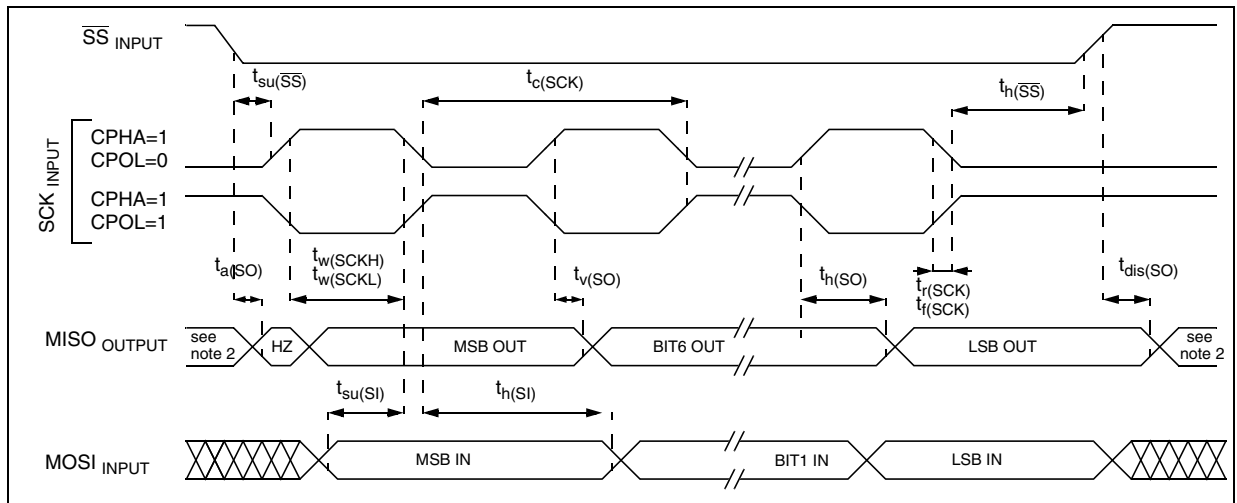 SS INPUT
tsu(SS)
tc(SCK)
th(SS)
SCK INPUT
CPHA=1
CPOL=0
CPHA=1
CPOL=1
ta(SO)
tw(SCKH)
tw(SCKL)
tv(SO)
th(SO)
tr(SCK)
tf(SCK)
tdis(SO)
MISO OUTPUT
see
note 2
HZ
MSB OUT
BIT6 OUT
LSB OUT
see
note 2
tsu(SI)
th(SI)
MOSI INPUT
MSB IN
BIT1 IN
LSB IN